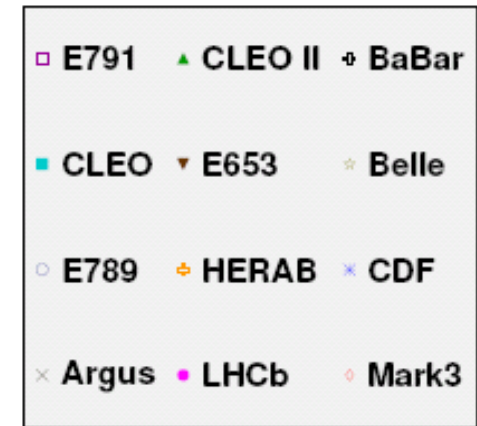 E791 CLEO II BaBar
CLEO E653 Belle
E789 HERAB CDF
Argus LHCb Mark3